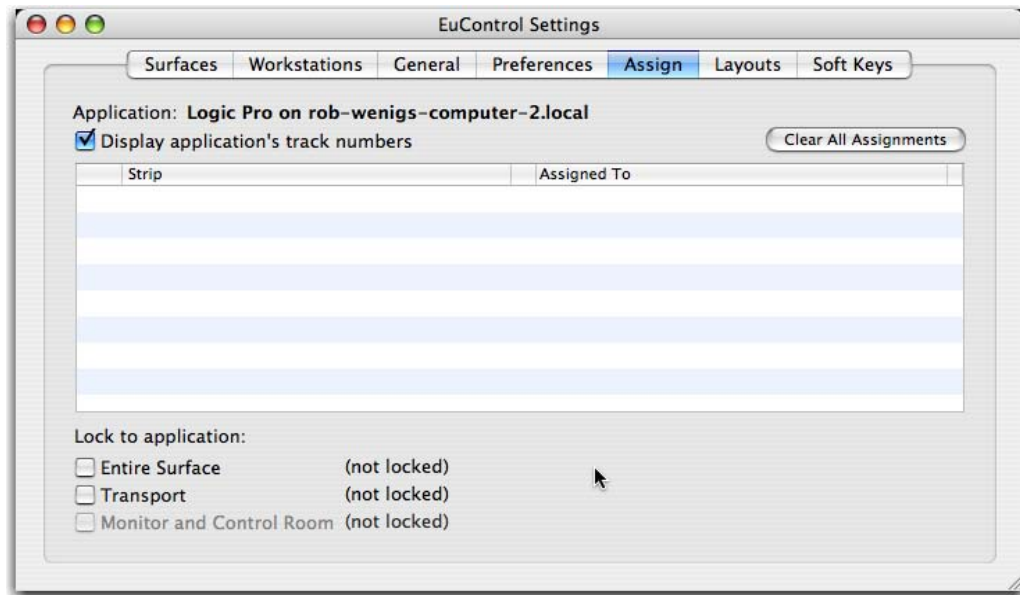 EuControl Settings
Surfaces Workstations General Preferences Assign Layouts Soft Keys
Application: Logic Pro on rob-wenigs-computer-2.local
Display application's track numbers Clear All Assignments
Strip Assigned To
Lock to application:
Entire Surface (not locked)
Transport (not locked)
Monitor and Control Room (not locked)